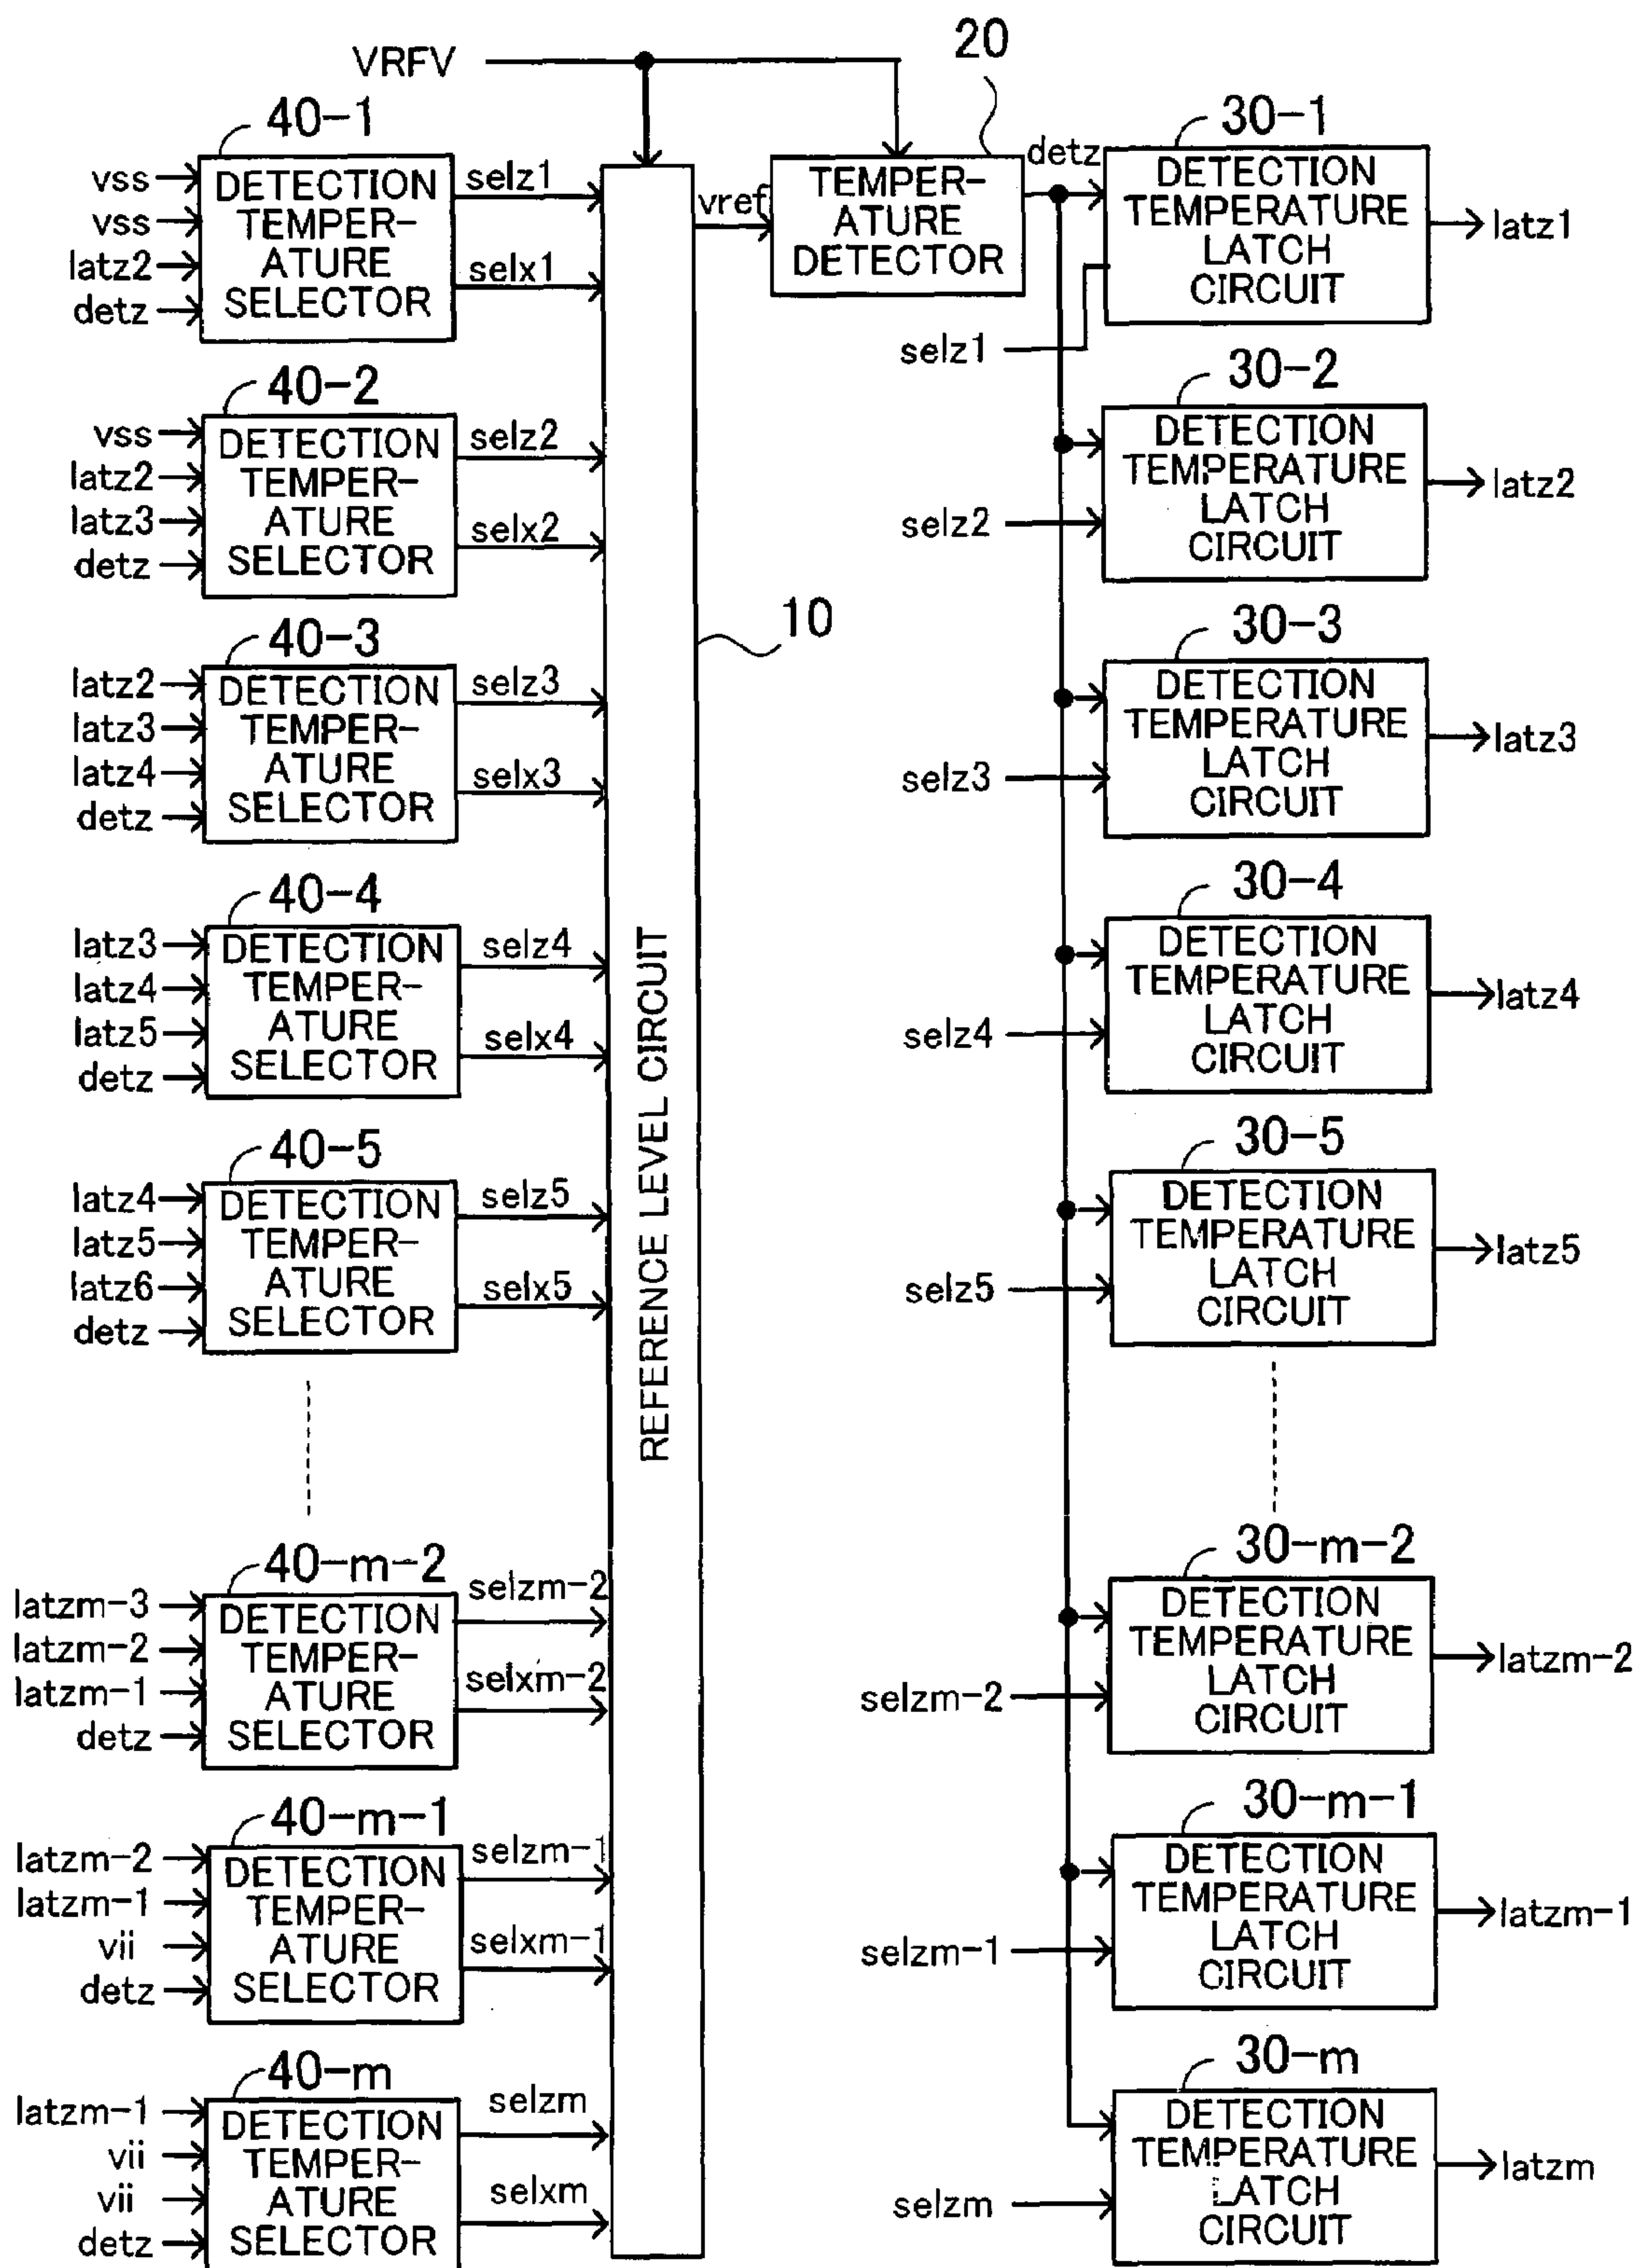 VRFV
20
40-1
vss
vss
latz2
detz
DETECTION
TEMPER-
ATURE
SELECTOR
selz1
selx1
vref
TEMPER-
ATURE
DETECTOR
detz
30-1
DETECTION
TEMPERATURE
LATCH
CIRCUIT
latz1
selz1
40-2
vss
latz2
latz3
detz
DETECTION
TEMPER-
ATURE
SELECTOR
selz2
selx2
30-2
DETECTION
TEMPERATURE
LATCH
CIRCUIT
latz2
selz2
10
REFERENCE LEVEL CIRCUIT
40-3
latz2
latz3
latz4
detz
DETECTION
TEMPER-
ATURE
SELECTOR
selz3
selx3
30-3
DETECTION
TEMPERATURE
LATCH
CIRCUIT
latz3
selz3
40-4
latz3
latz4
latz5
detz
DETECTION
TEMPER-
ATURE
SELECTOR
selz4
selx4
30-4
DETECTION
TEMPERATURE
LATCH
CIRCUIT
latz4
selz4
40-5
latz4
latz5
latz6
detz
DETECTION
TEMPER-
ATURE
SELECTOR
selz5
selx5
30-5
DETECTION
TEMPERATURE
LATCH
CIRCUIT
latz5
selz5
40-m-2
latzm-3
latzm-2
latzm-1
detz
DETECTION
TEMPER-
ATURE
SELECTOR
selzm-2
selxm-2
30-m-2
DETECTION
TEMPERATURE
LATCH
CIRCUIT
latzm-2
selzm-2
40-m-1
latzm-2
latzm-1
vii
detz
DETECTION
TEMPER-
ATURE
SELECTOR
selzm-1
selxm-1
30-m-1
DETECTION
TEMPERATURE
LATCH
CIRCUIT
latzm-1
selzm-1
40-m
latzm-1
vii
vii
detz
DETECTION
TEMPER-
ATURE
SELECTOR
selzm
selxm
30-m
DETECTION
TEMPERATURE
LATCH
CIRCUIT
latzm
selzm